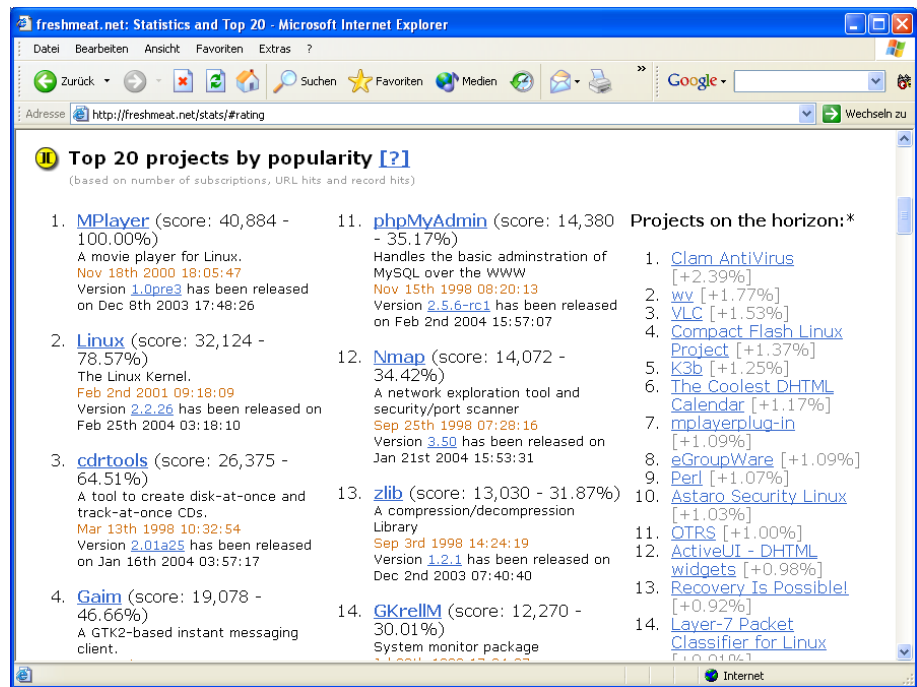 freshmeat.net: Statistics and Top 20 - Microsoft Internet Explorer
Datei Bearbeiten Ansicht Favoriten Extras ?
Zurück Suchen Favoriten Medien » Google
Adresse http://freshmeat.net/stats/#rating Wechseln zu
Top 20 projects by popularity [?]
(based on number of subscriptions, URL hits and record hits)
1. MPlayer (score: 40,884 -
100.00%)
A movie player for Linux.
Nov 18th 2000 18:05:47
Version 1.0pre3 has been released
on Dec 8th 2003 17:48:26
2. Linux (score: 32,124 -
78.57%)
The Linux Kernel.
Feb 2nd 2001 09:18:09
Version 2.2.26 has been released on
Feb 25th 2004 03:18:10
3. cdrtools (score: 26,375 -
64.51%)
A tool to create disk-at-once and
track-at-once CDs.
Mar 13th 1998 10:32:54
Version 2.01a25 has been released
on Jan 16th 2004 03:57:17
4. Gaim (score: 19,078 -
46.66%)
A GTK2-based instant messaging
client.
11. phpMyAdmin (score: 14,380
- 35.17%)
Handles the basic adminstration of
MySQL over the WWW
Nov 15th 1998 08:20:13
Version 2.5.6-rc1 has been released
on Feb 2nd 2004 15:57:07
12. Nmap (score: 14,072 -
34.42%)
A network exploration tool and
security/port scanner
Sep 25th 1998 07:28:16
Version 3.50 has been released on
Jan 21st 2004 15:53:31
13. zlib (score: 13,030 - 31.87%)
A compression/decompression
Library
Sep 3rd 1998 14:24:19
Version 1.2.1 has been released on
Dec 2nd 2003 07:40:40
14. GKrellM (score: 12,270 -
30.01%)
System monitor package
Projects on the horizon:*
1. Clam AntiVirus
[+2.39%]
2. wv [+1.77%]
3. VLC [+1.53%]
4. Compact Flash Linux
Project [+1.37%]
5. K3b [+1.25%]
6. The Coolest DHTML
Calendar [+1.17%]
7. mplayerplug-in
[+1.09%]
8. eGroupWare [+1.09%]
9. Perl [+1.07%]
10. Astaro Security Linux
[+1.03%]
11. OTRS [+1.00%]
12. ActiveUI - DHTML
widgets [+0.98%]
13. Recovery Is Possible!
[+0.92%]
14. Layer-7 Packet
Classifier for Linux
Internet